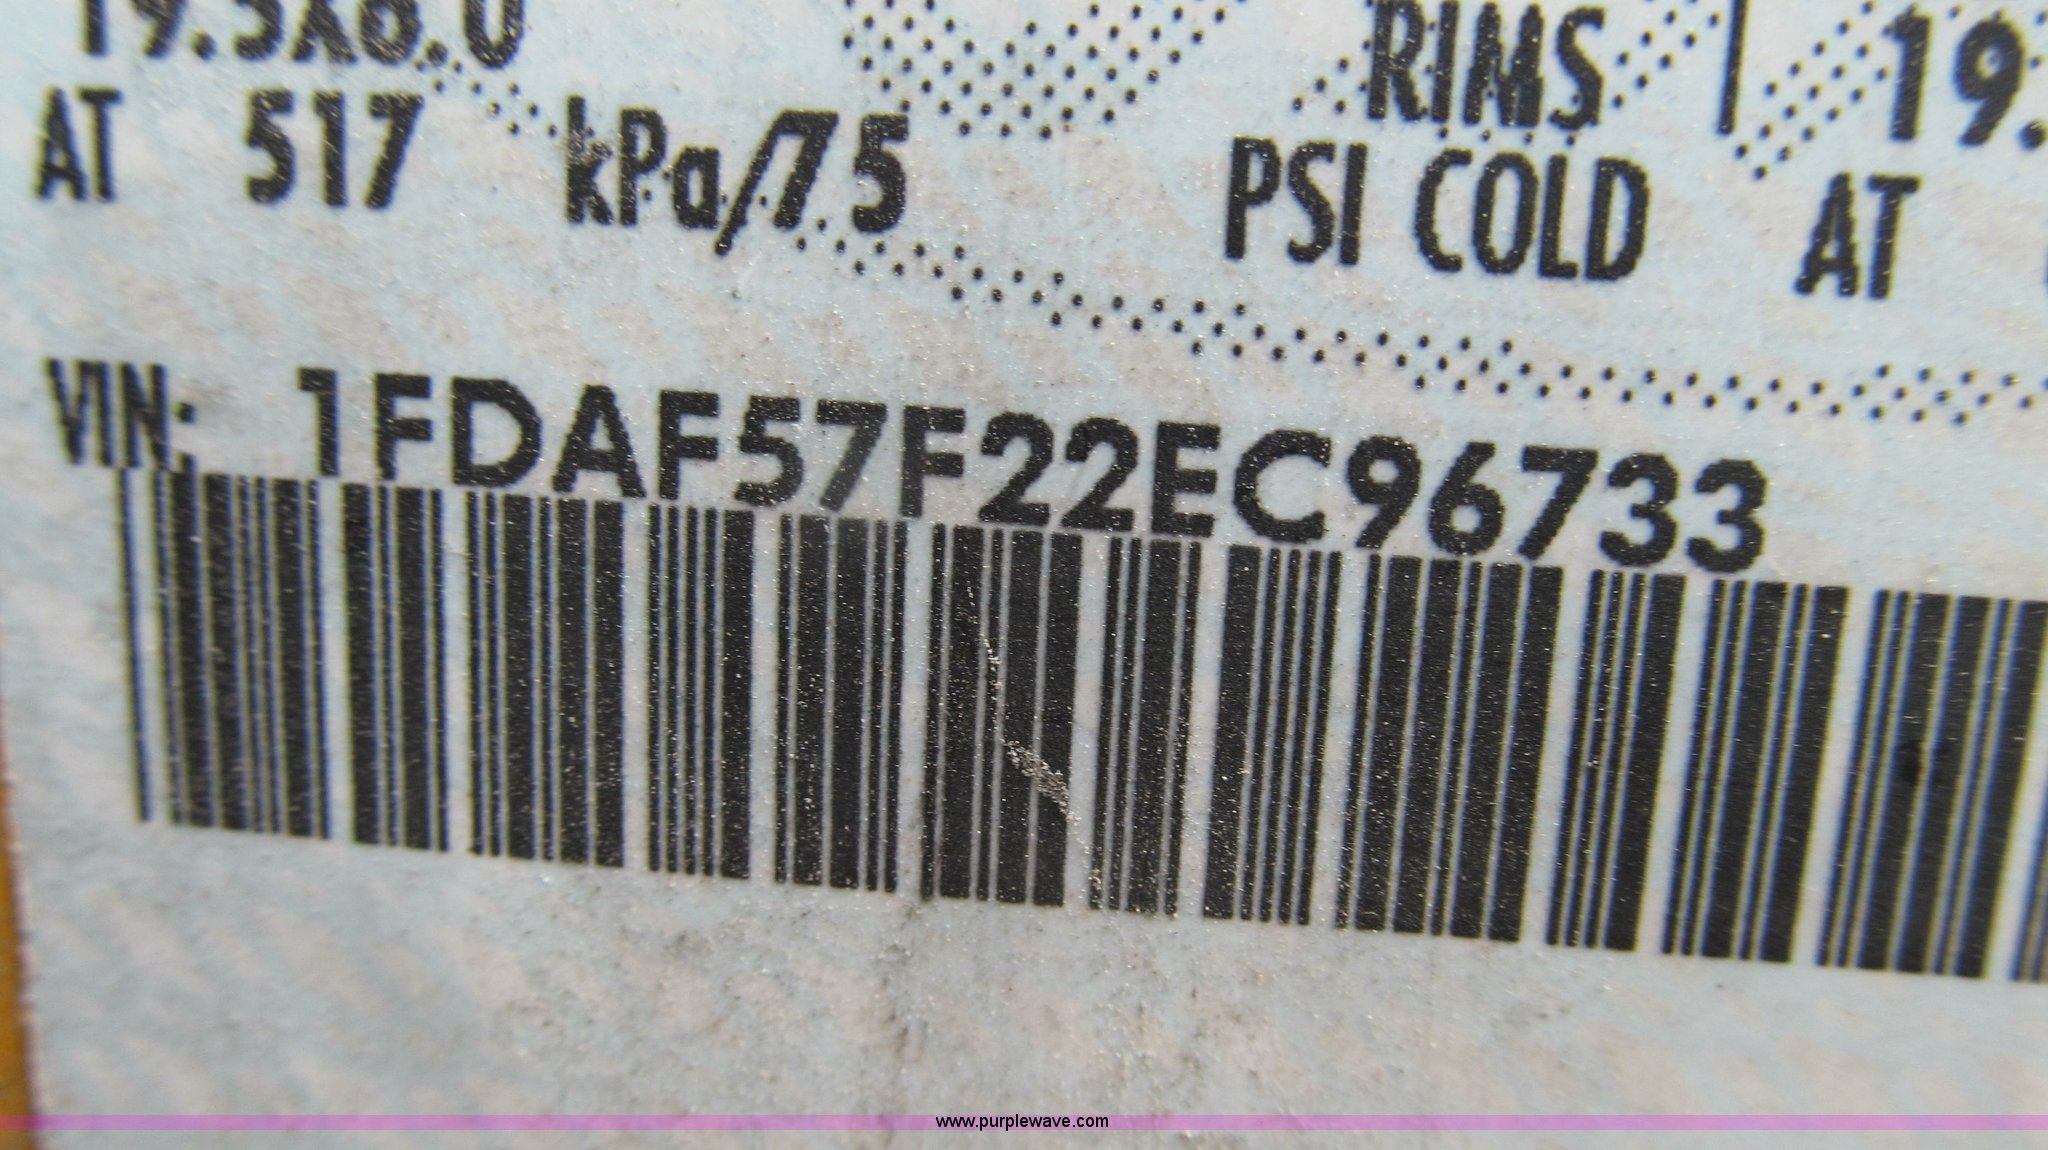 19.5X6.0 RIMS 19.
AT 517 kPa/75 PSI COLD AT
VIN: 1FDAF57F22EC96733
www.purplewave.com